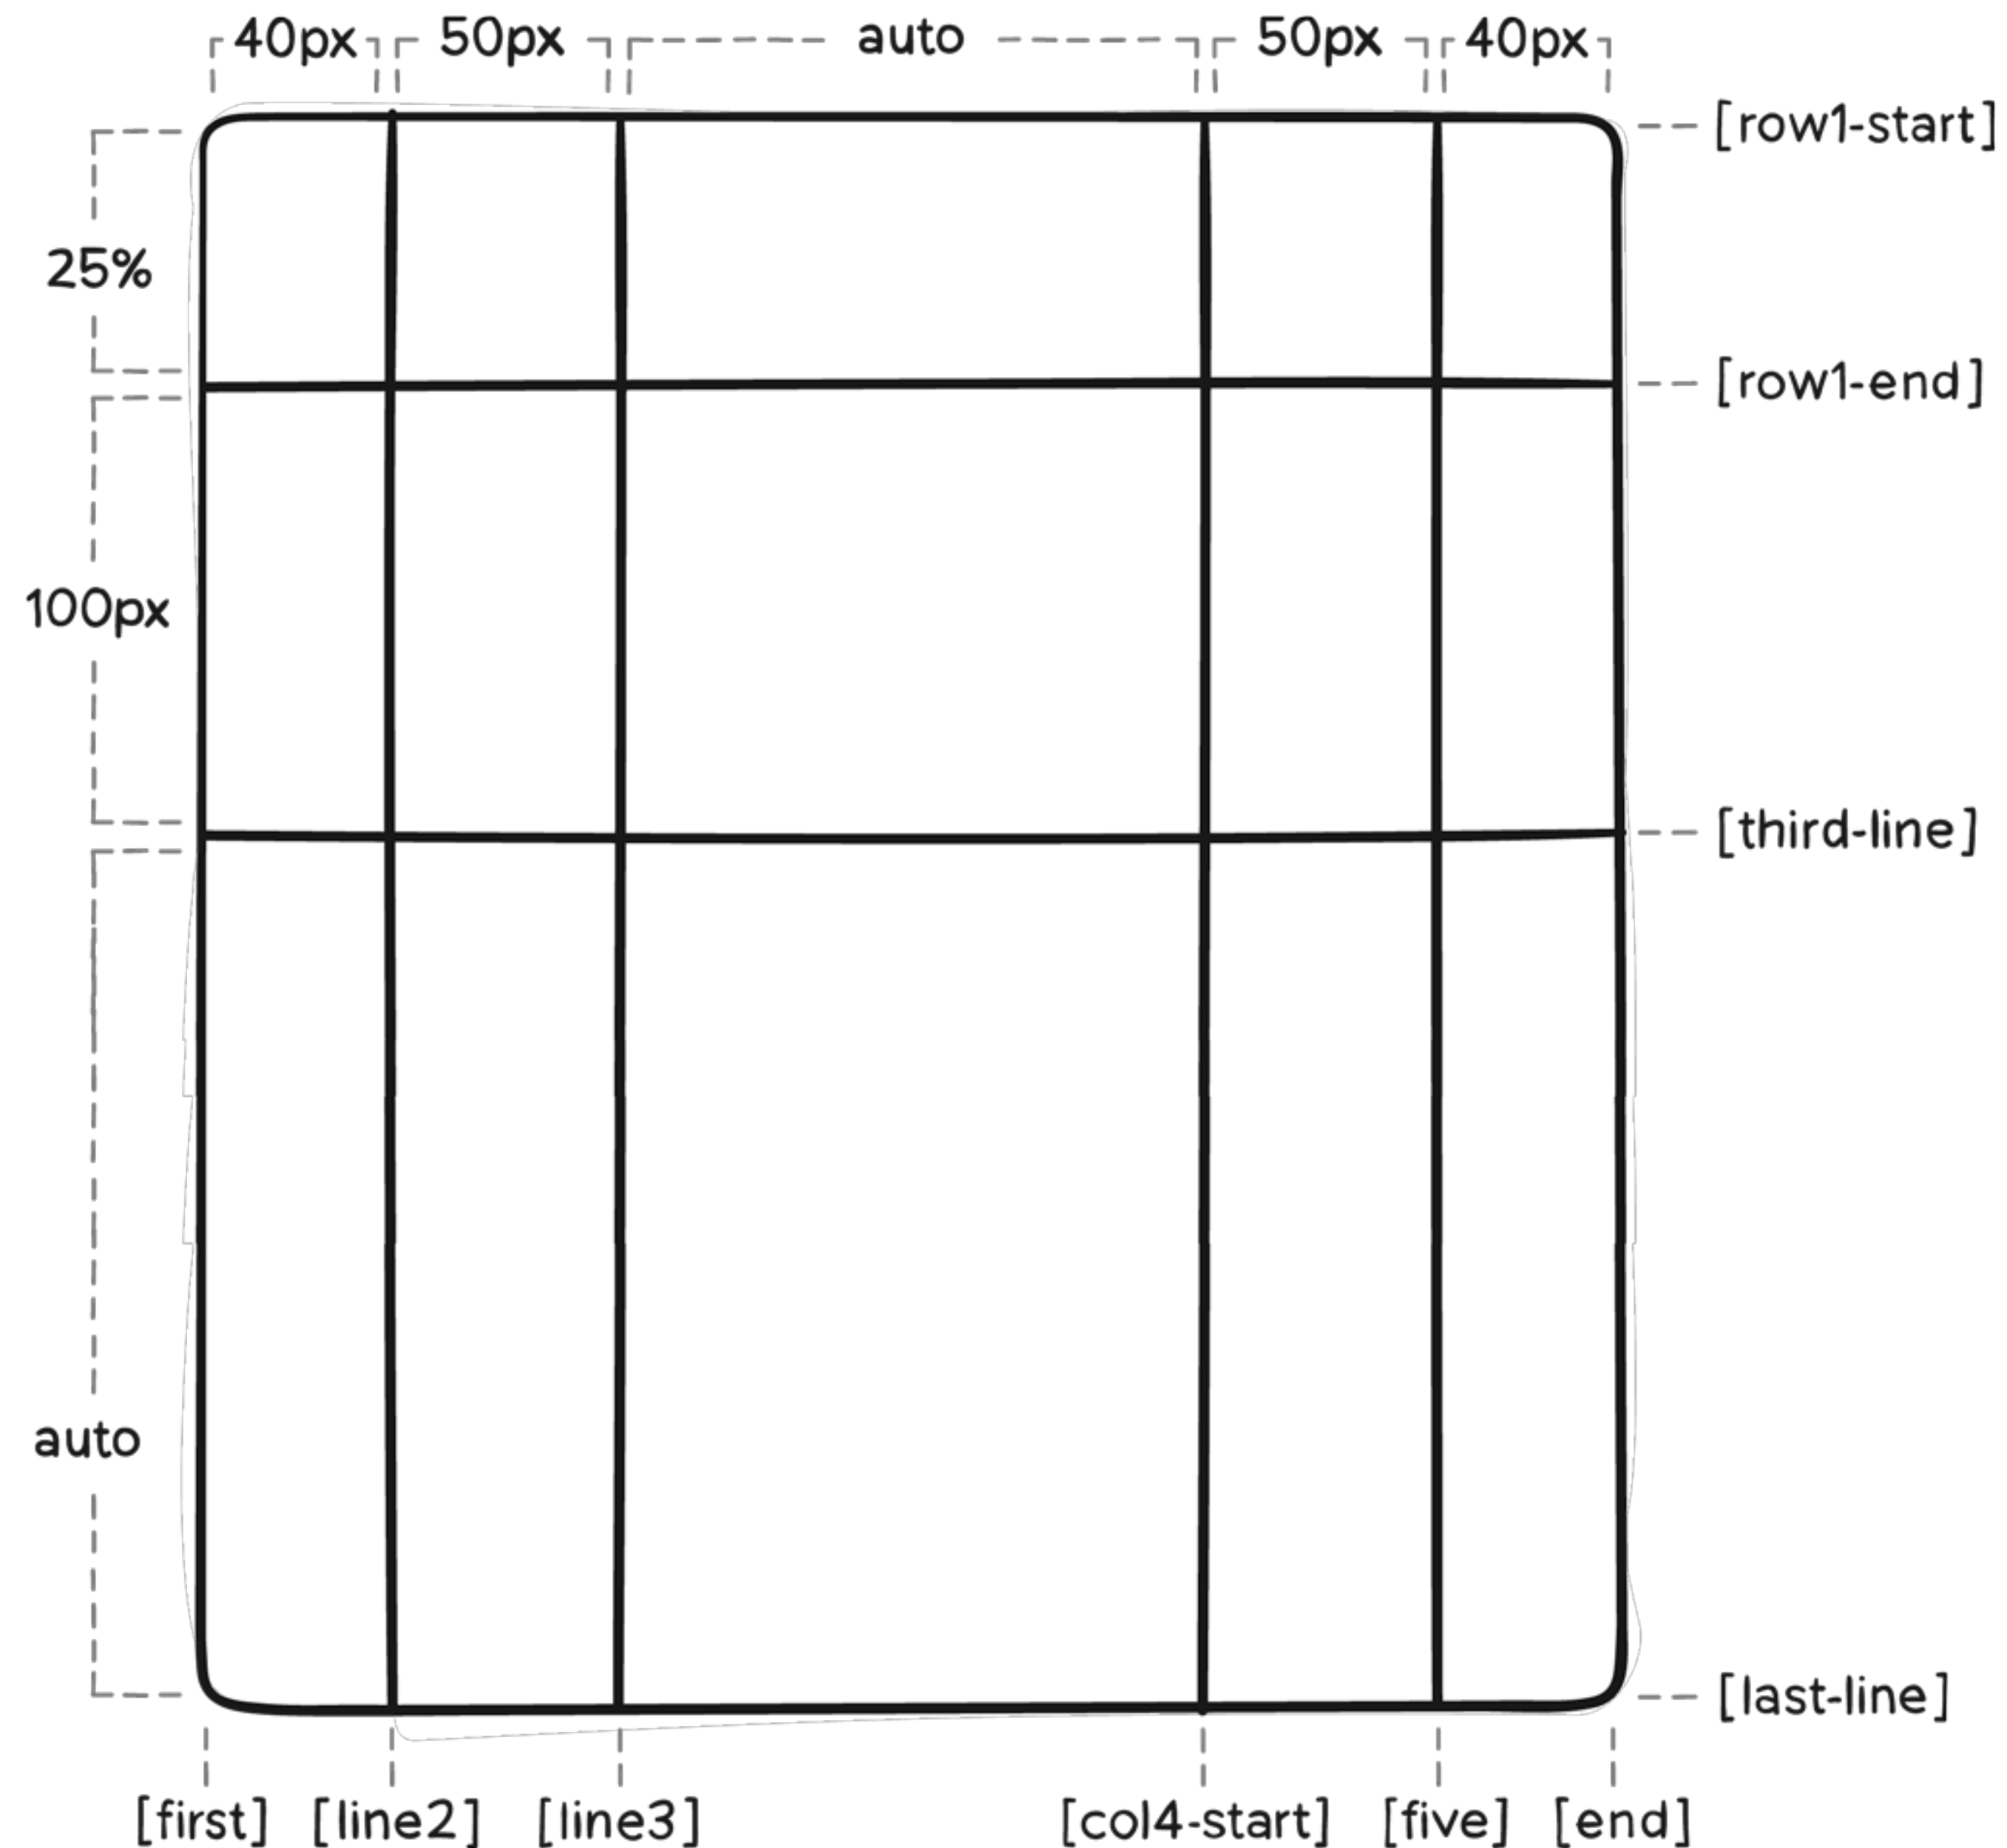 40px 50px auto 50px 40px
[row1-start]
25%
[row1-end]
100px
[third-line]
auto
[last-line]
[first] [line2] [line3] [col4-start] [five] [end]